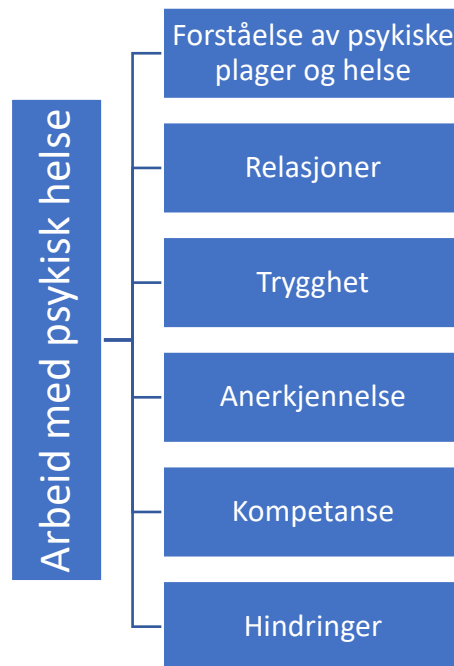 Arbeid med psykisk helse
Forståelse av psykiske
plager og helse
Relasjoner
Trygghet
Anerkjennelse
Kompetanse
Hindringer